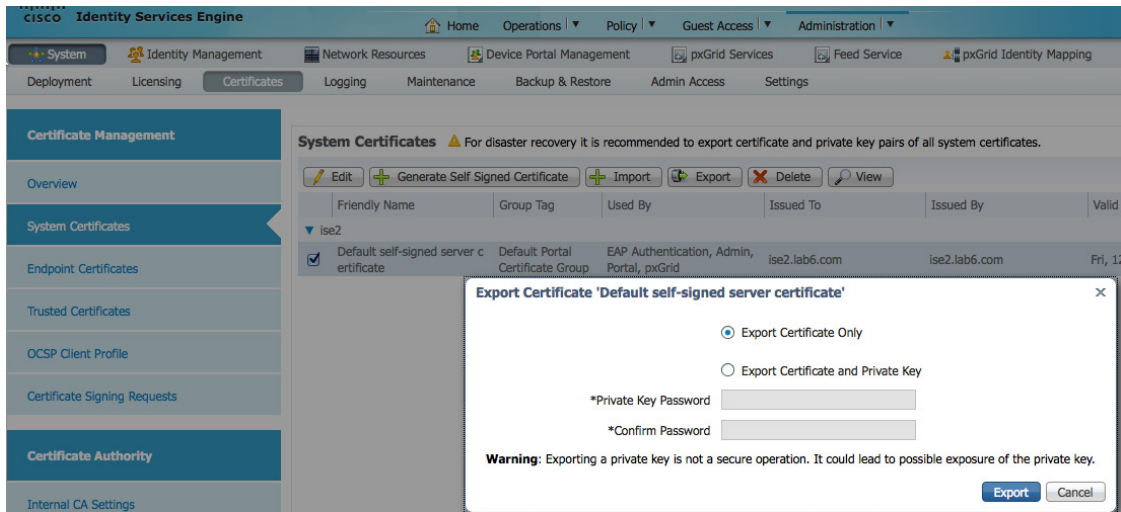 CISCO Identity Services Engine
Home Operations Policy Guest Access Administration
System Identity Management Network Resources Device Portal Management pxGrid Services Feed Service pxGrid Identity Mapping
Deployment Licensing Certificates Logging Maintenance Backup & Restore Admin Access Settings
Certificate Management
Overview
System Certificates
Endpoint Certificates
Trusted Certificates
OCSP Client Profile
Certificate Signing Requests
Certificate Authority
Internal CA Settings
System Certificates For disaster recovery it is recommended to export certificate and private key pairs of all system certificates.
Edit Generate Self Signed Certificate Import Export Delete View
Friendly Name Group Tag Used By Issued To Issued By Valid
ise2
Default self-signed server c Default Portal EAP Authentication, Admin, ise2.lab6.com ise2.lab6.com Fri, 12
ertificate Certificate Group Portal, pxGrid
Export Certificate 'Default self-signed server certificate'
Export Certificate Only
Export Certificate and Private Key
*Private Key Password
*Confirm Password
Warning: Exporting a private key is not a secure operation. It could lead to possible exposure of the private key.
Export Cancel